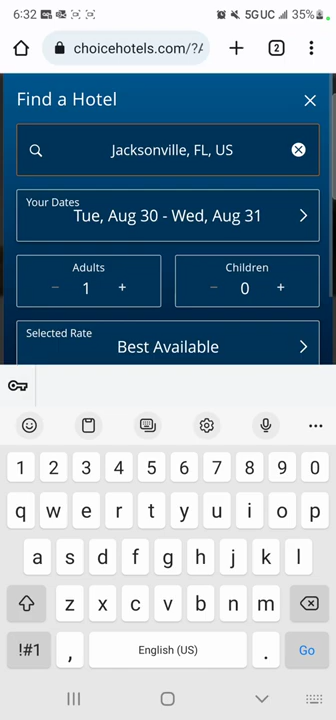 6:32 5G UC 35%
choicehotels.com/?A 2
Find a Hotel
Jacksonville, FL, US
Your Dates
Tue, Aug 30 - Wed, Aug 31
Adults Children
− 1 + − 0 +
Selected Rate
Best Available
1 2 3 4 5 6 7 8 9 0
q w e r t y u i o p
a s d f g h j k l
z x c v b n m
!#1 , English (US) . Go